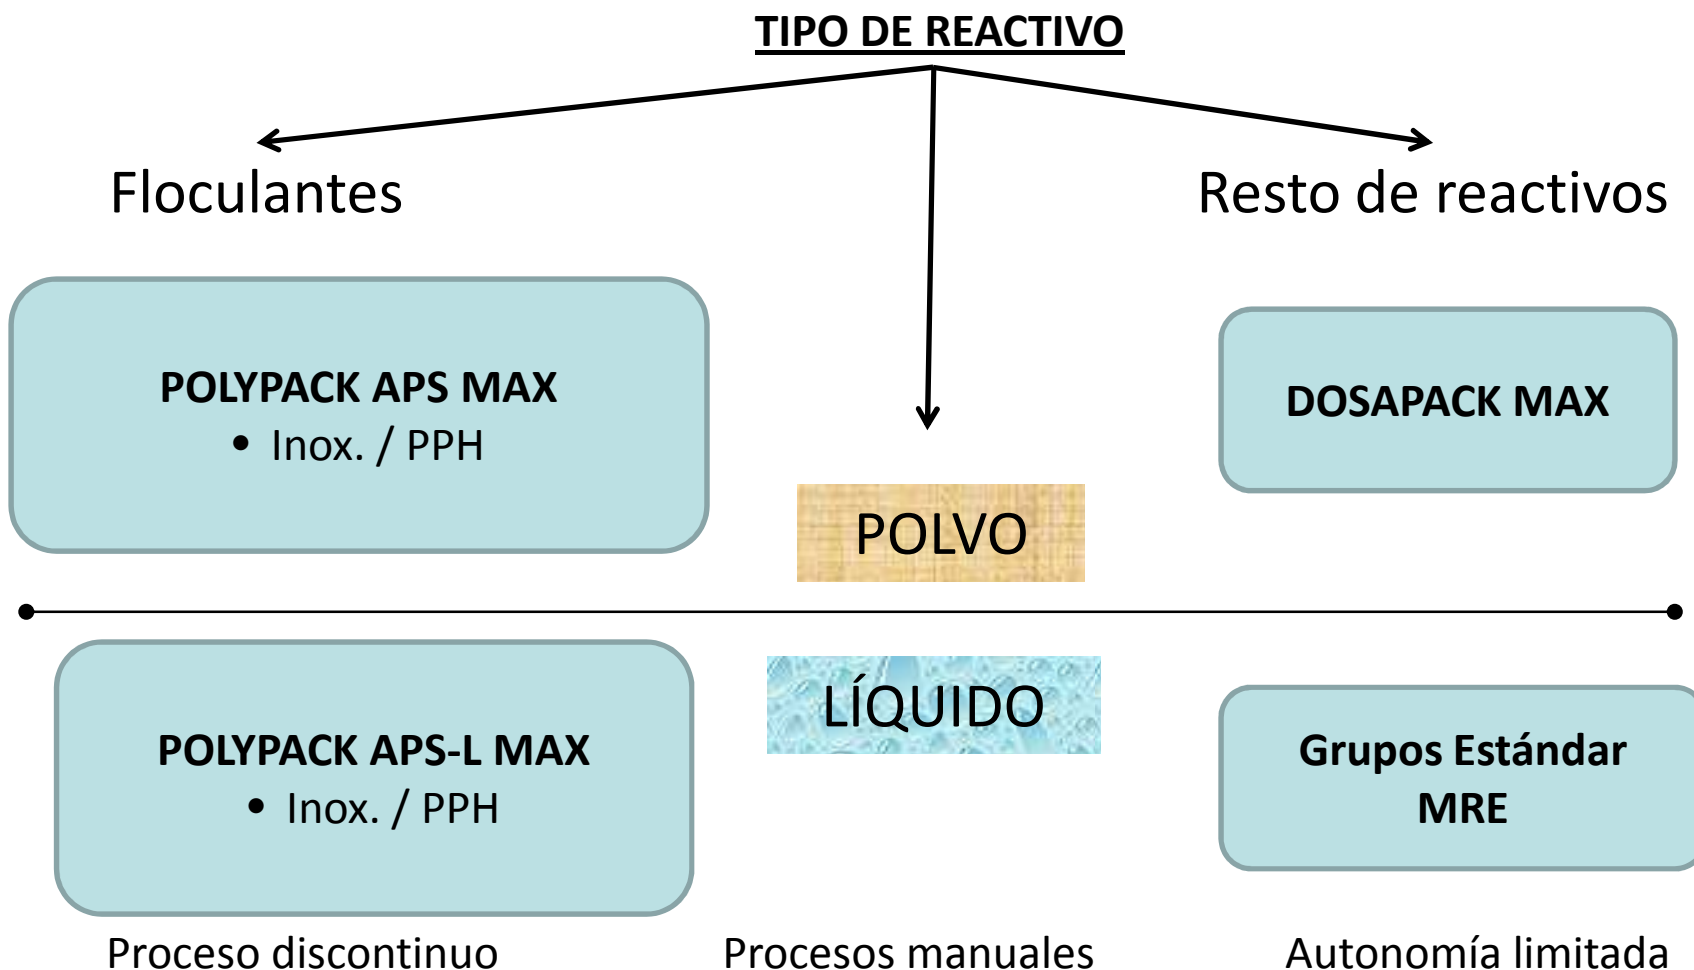 TIPO DE REACTIVO
Floculantes
Resto de reactivos
POLYPACK APS MAX
• Inox. / PPH
DOSAPACK MAX
POLVO
LÍQUIDO
POLYPACK APS-L MAX
• Inox. / PPH
Grupos Estándar
MRE
Proceso discontinuo
Procesos manuales
Autonomía limitada